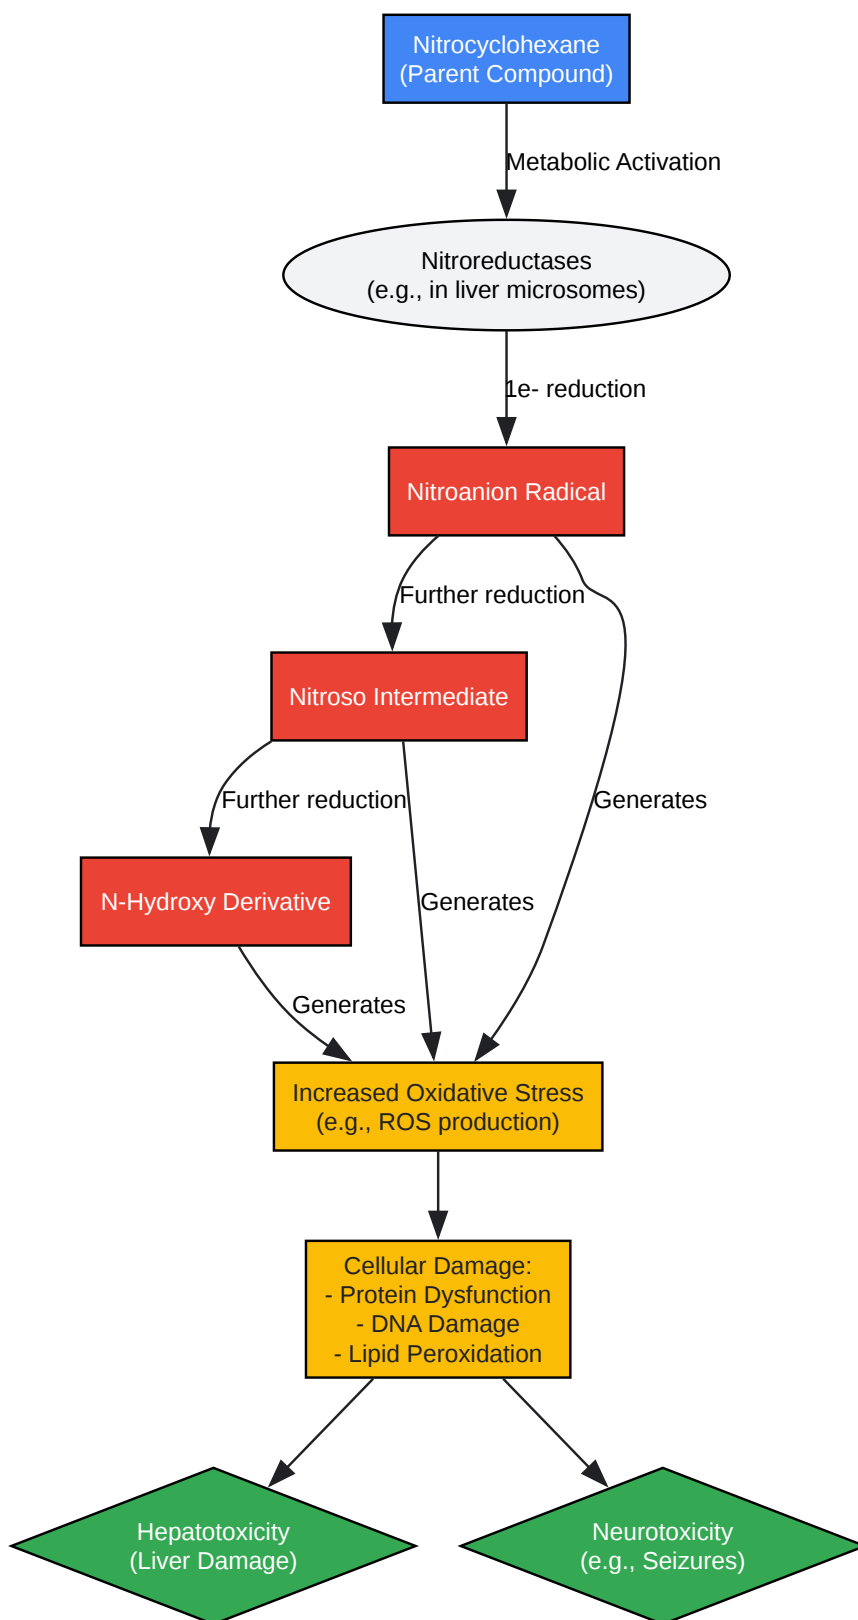 Nitrocyclohexane
(Parent Compound)
Metabolic Activation
Nitroreductases
(e.g., in liver microsomes)
1e- reduction
Nitroanion Radical
Further reduction
Nitroso Intermediate
Further reduction
Generates
N-Hydroxy Derivative
Generates
Generates
Increased Oxidative Stress
(e.g., ROS production)
Cellular Damage:
- Protein Dysfunction
- DNA Damage
- Lipid Peroxidation
Hepatotoxicity
(Liver Damage)
Neurotoxicity
(e.g., Seizures)